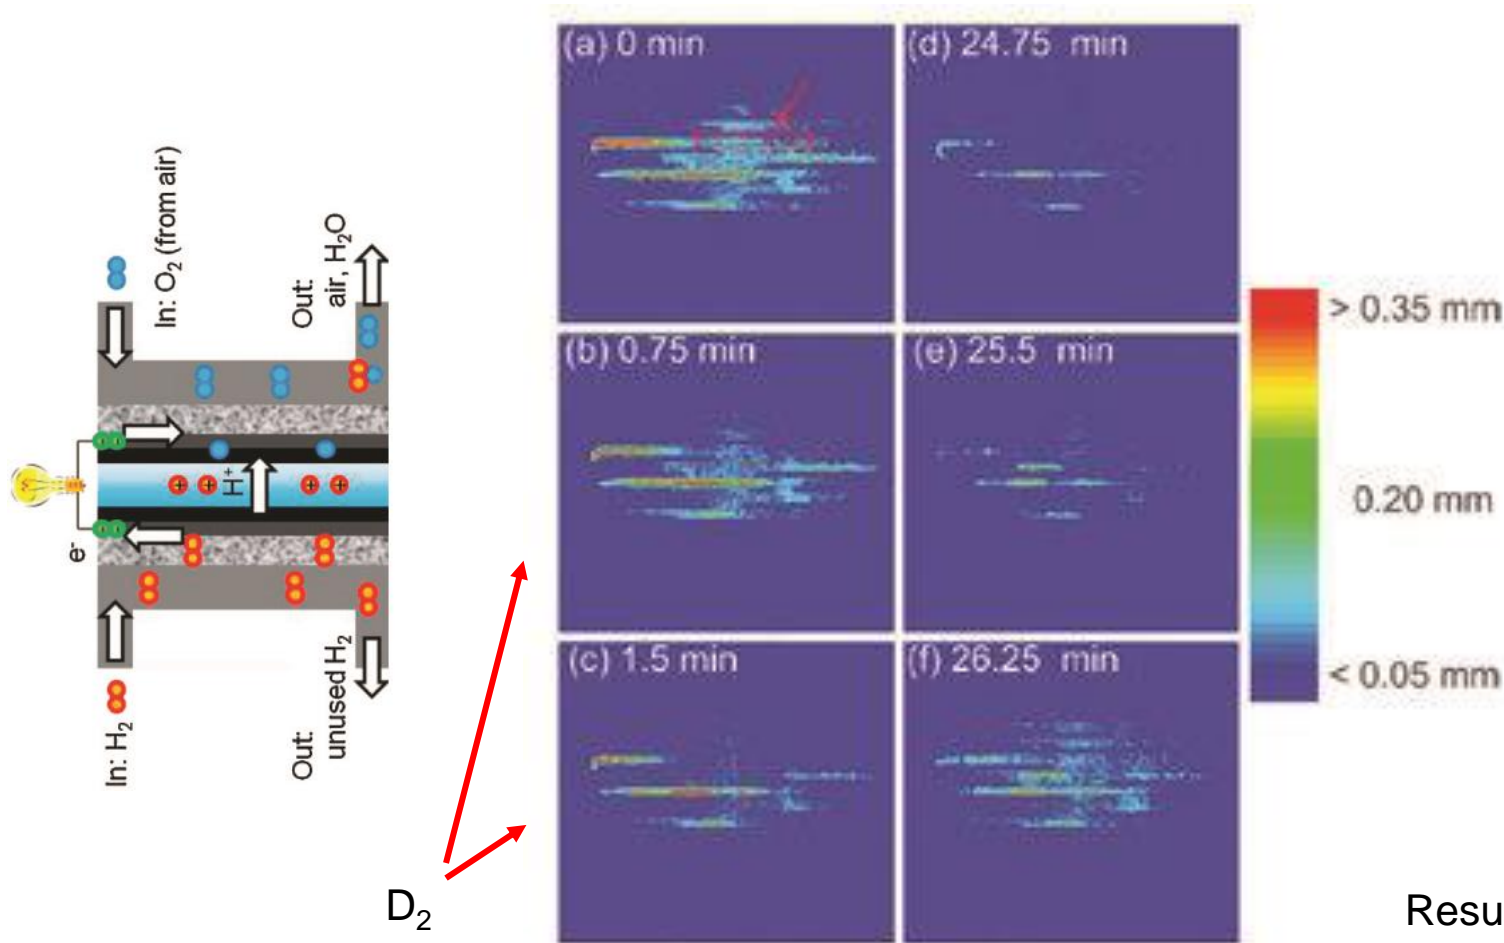 In: O₂ (from air)
Out:
air, H₂O
H⁺
e⁻
In: H₂
Out:
unused H₂
D₂
(a) 0 min
(b) 0.75 min
(c) 1.5 min
(d) 24.75 min
(e) 25.5 min
(f) 26.25 min
> 0.35 mm
0.20 mm
< 0.05 mm
Resu